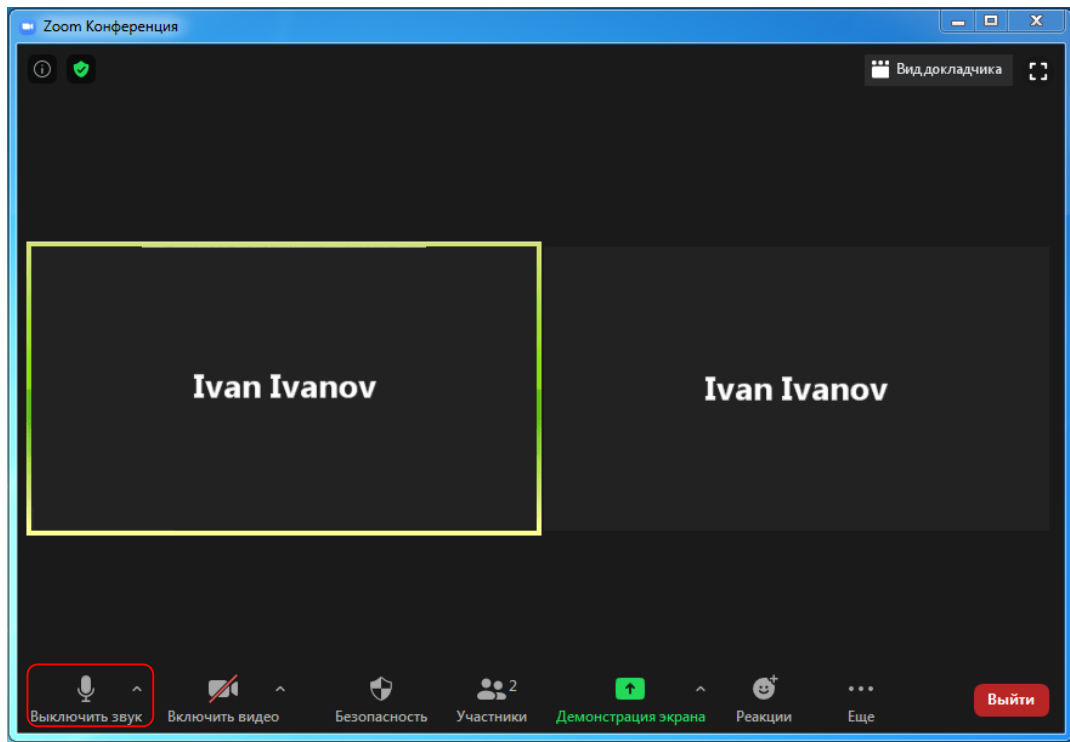 Zoom Конференция
Вид докладчика
Ivan Ivanov
Ivan Ivanov
2
Выключить звук Включить видео Безопасность Участники Демонстрация экрана Реакции Еще Выйти